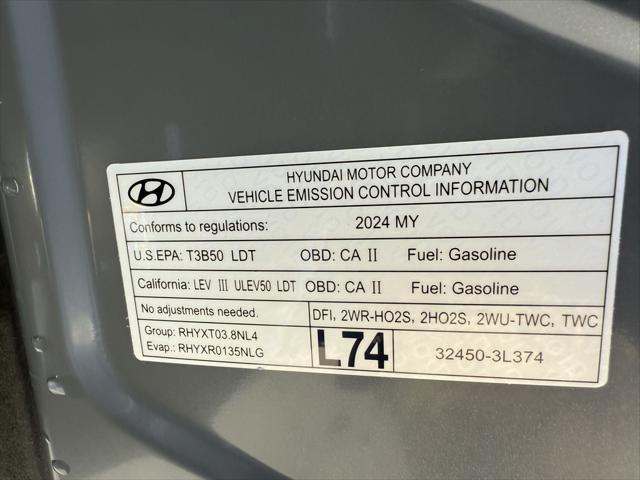 HYUNDAI MOTOR COMPANY
VEHICLE EMISSION CONTROL INFORMATION
Conforms to regulations: 2024 MY
U.S.EPA: T3B50 LDT OBD: CA II Fuel: Gasoline
California: LEV III ULEV50 LDT OBD: CA II Fuel: Gasoline
No adjustments needed. DFI, 2WR-HO2S, 2HO2S, 2WU-TWC, TWC
Group: RHYXT03.8NL4
Evap.: RHYXR0135NLG
L74
32450-3L374